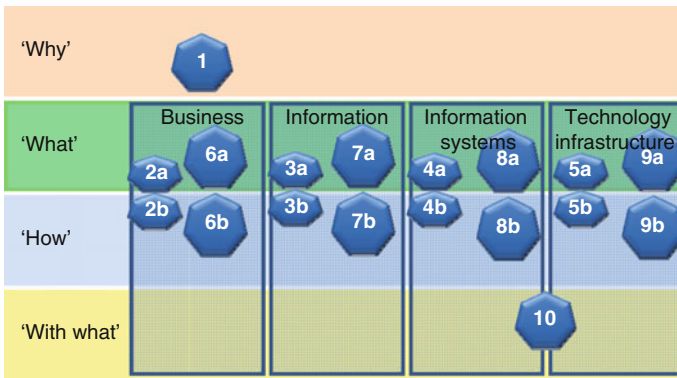 ‘Why’
1
Business
Information
Information systems
Technology infrastructure
‘What’
2a
6a
3a
7a
4a
8a
5a
9a
‘How’
2b
6b
3b
7b
4b
8b
5b
9b
‘With what’
10